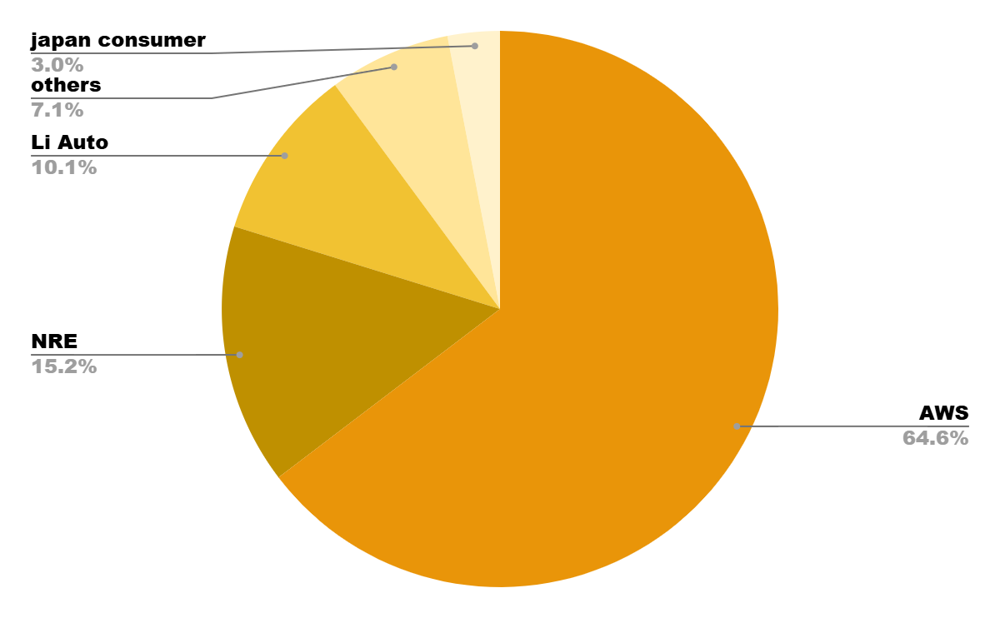 japan consumer
3.0%
others
7.1%
Li Auto
10.1%
NRE
15.2%
AWS
64.6%